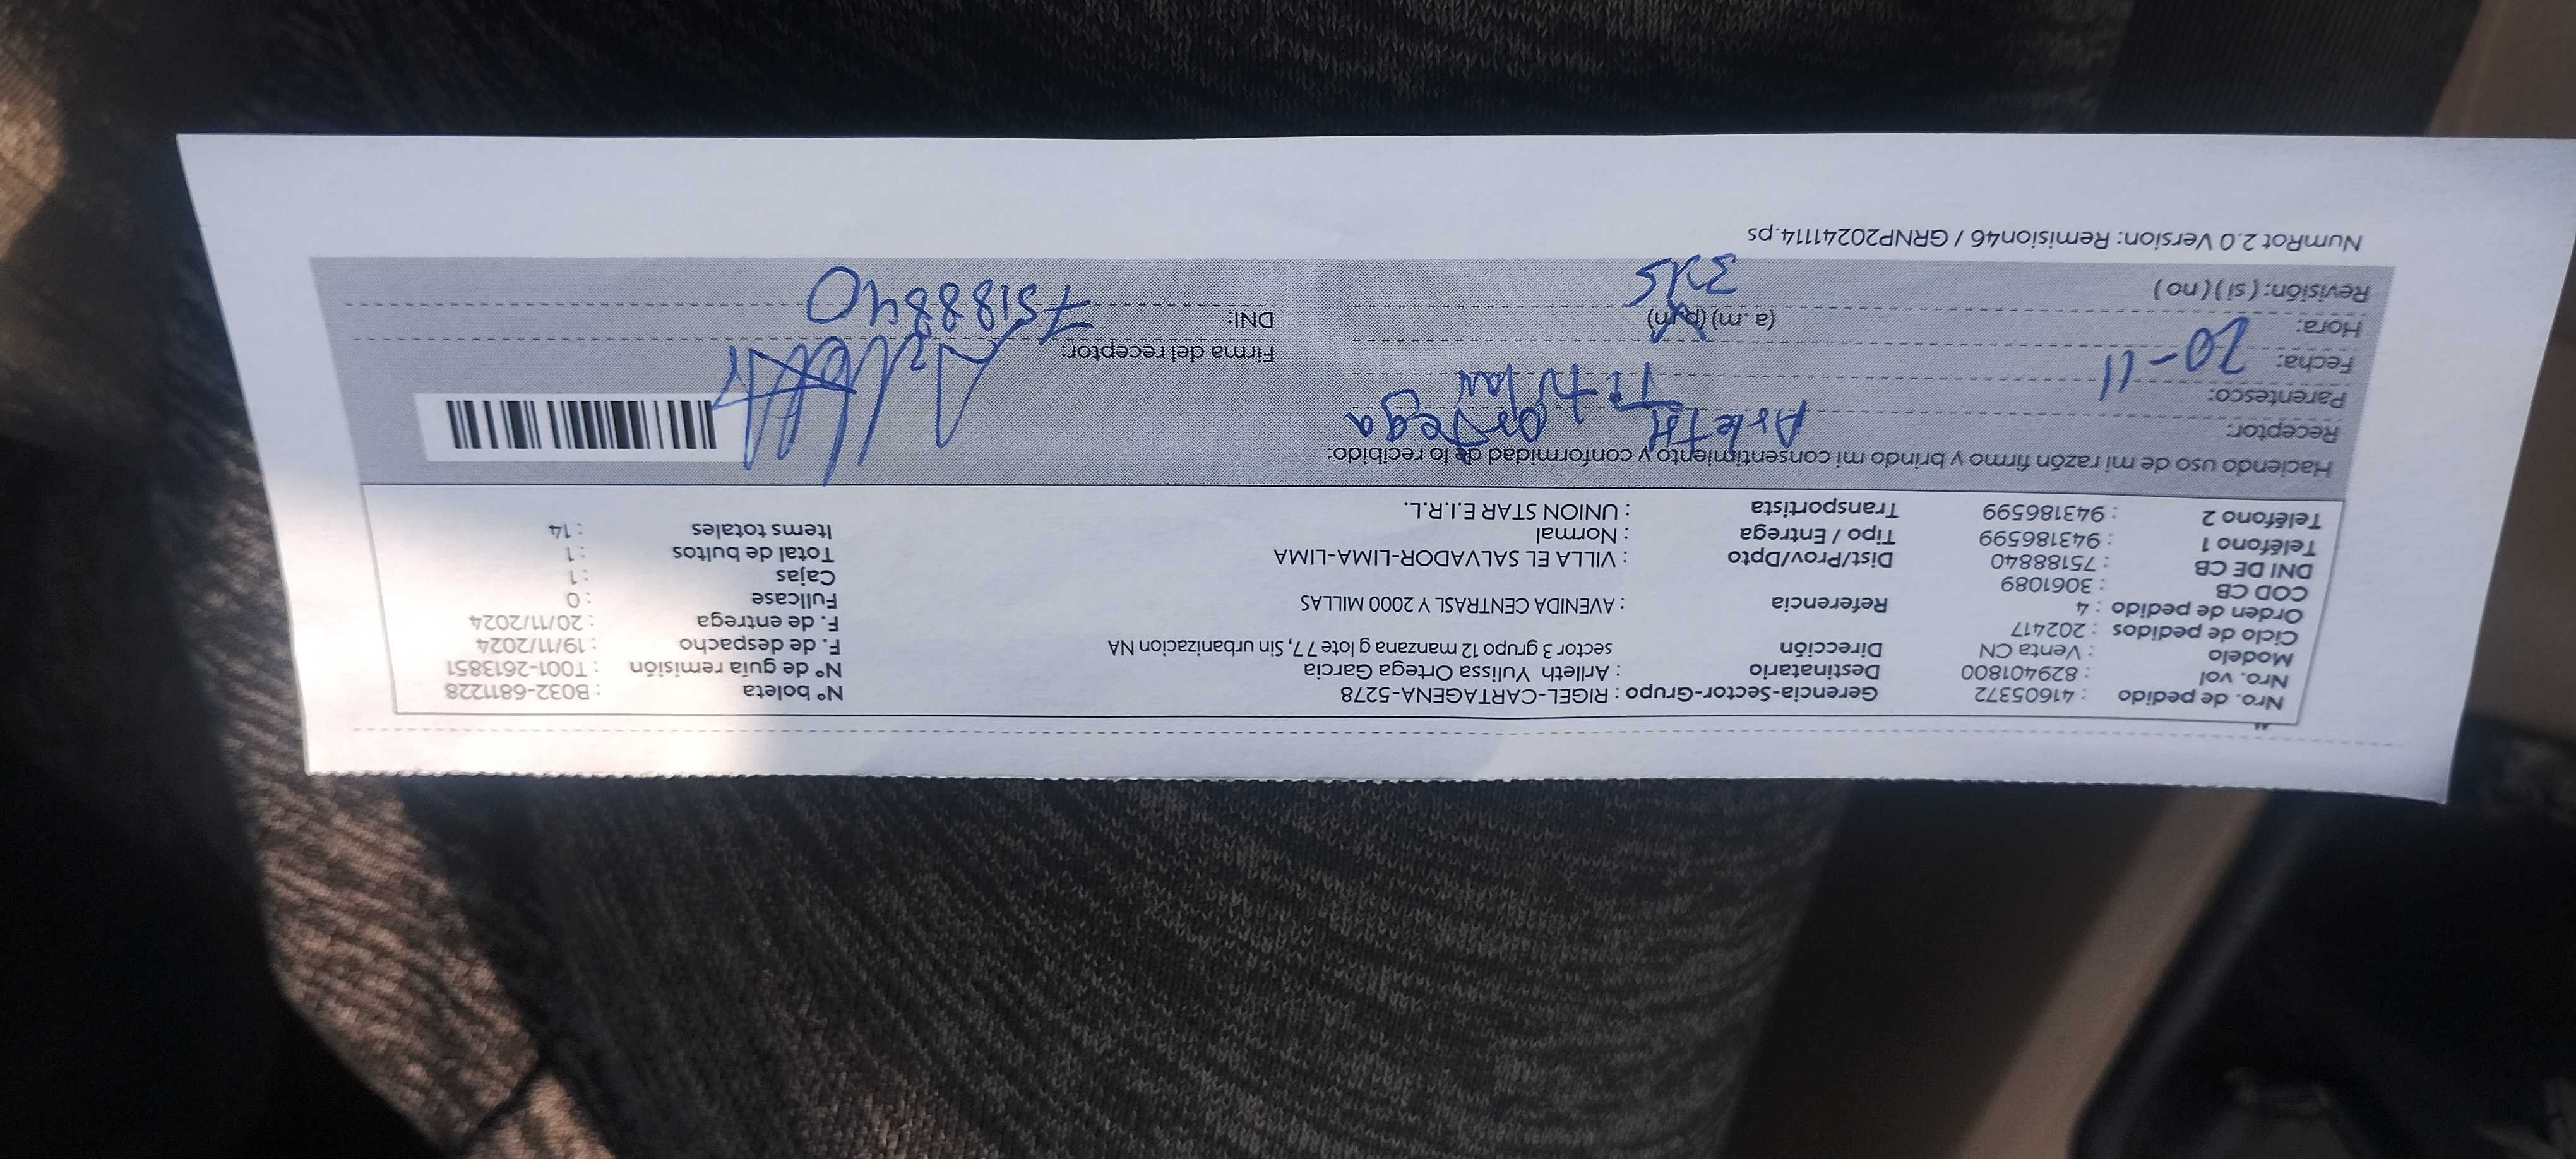 Nro. de pedido : 41605372 Gerencia-Sector-Grupo : RIGEL-CARTAGENA-5278 N° boleta : B032-6811228
Nro. vol : 829401800 Destinatario : Arlleth Yulissa Ortega Garcia N° de guía remisión : T001-2613851
Modelo : Venta CN Dirección sector 3 grupo 12 manzana g lote 7 7, Sin urbanizacion NA F. de despacho : 19/11/2024
Ciclo de pedidos : 202417 F. de entrega : 20/11/2024
Orden de pedido : 4 Referencia : AVENIDA CENTRASL Y 2000 MILLAS Fullcase : 0
COD CB : 3061089 Cajas : 1
DNI DE CB : 75188840 Dist/Prov/Dpto : VILLA EL SALVADOR-LIMA-LIMA Total de bultos : 1
Teléfono 1 : 943186599 Tipo / Entrega : Normal Items totales : 14
Teléfono 2 : 943186599 Transportista : UNION STAR E.I.R.L.
Haciendo uso de mi razón firmo y brindo mi consentimiento y conformidad de lo recibido:
Receptor: Arleth Ortega
Parentesco: Titular
Fecha: 20-11 Firma del receptor:
Hora: (a.m) (p.m) DNI: 75188840
Revisión: ( si ) ( no )
NumRot 2.0 Version: Remision46 / GRNP20241114.ps